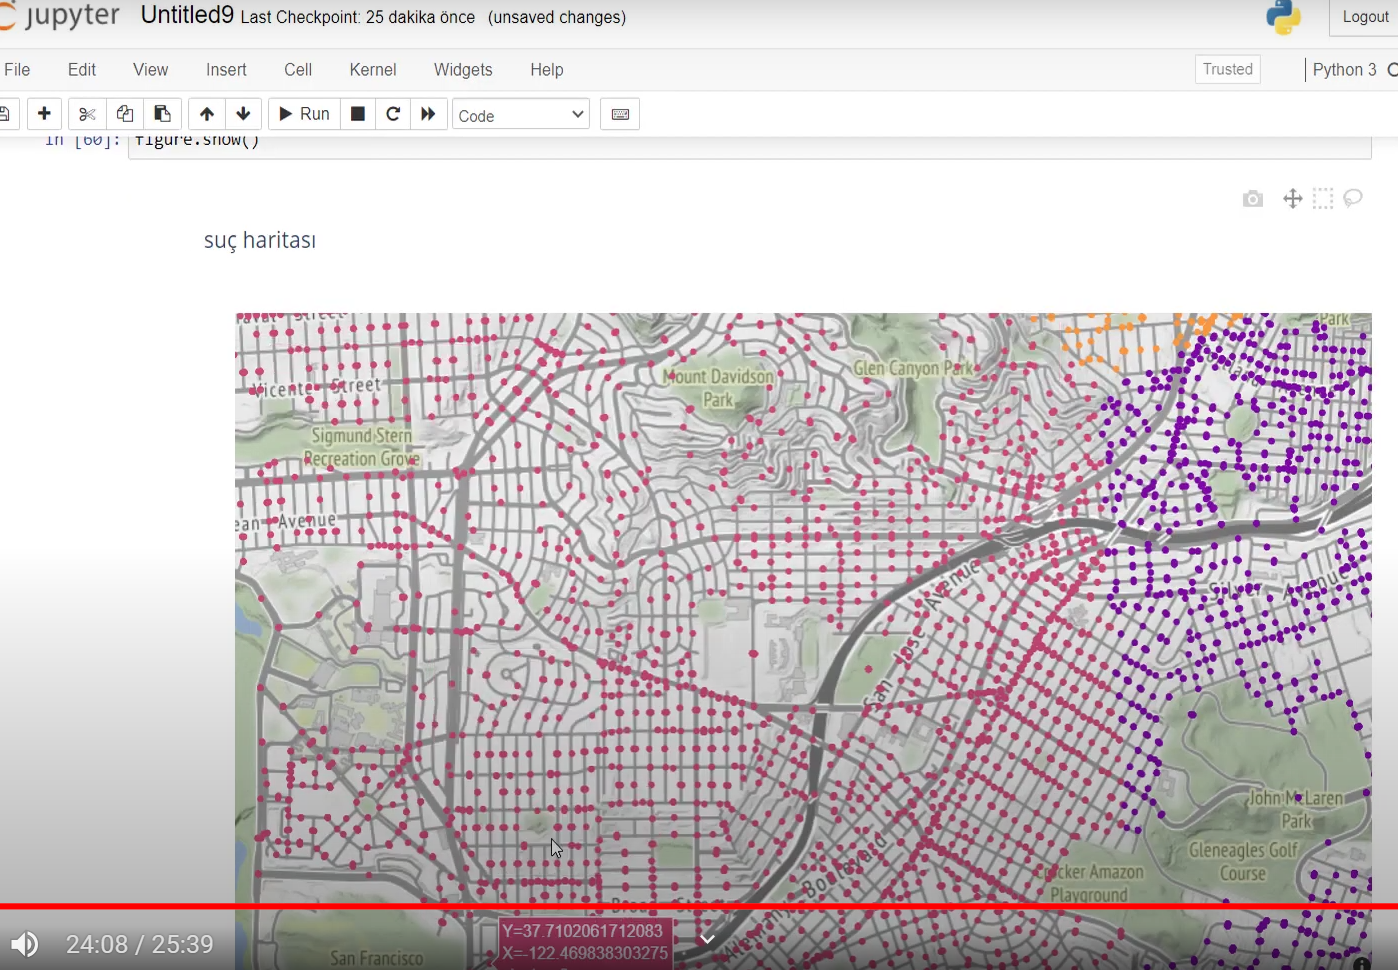 jupyter Untitled9 Last Checkpoint: 25 dakika önce (unsaved changes)
Logout
File Edit View Insert Cell Kernel Widgets Help
Trusted
Python 3
Run
Code
In [60]: figure.show()
suç haritası
Street
Park
Vicente Street
Mount Davidson
Park
Glen Canyon Park
Sigmund Stern
Recreation Grove
ean Avenue
Silver Avenue
San Jose Avenue
John McLaren
Park
Gleneagles Golf
Course
Crocker Amazon
Playground
Boulevard
San Francisco
Y=37.7102061712083
X=-122.469838303275
24:08 / 25:39